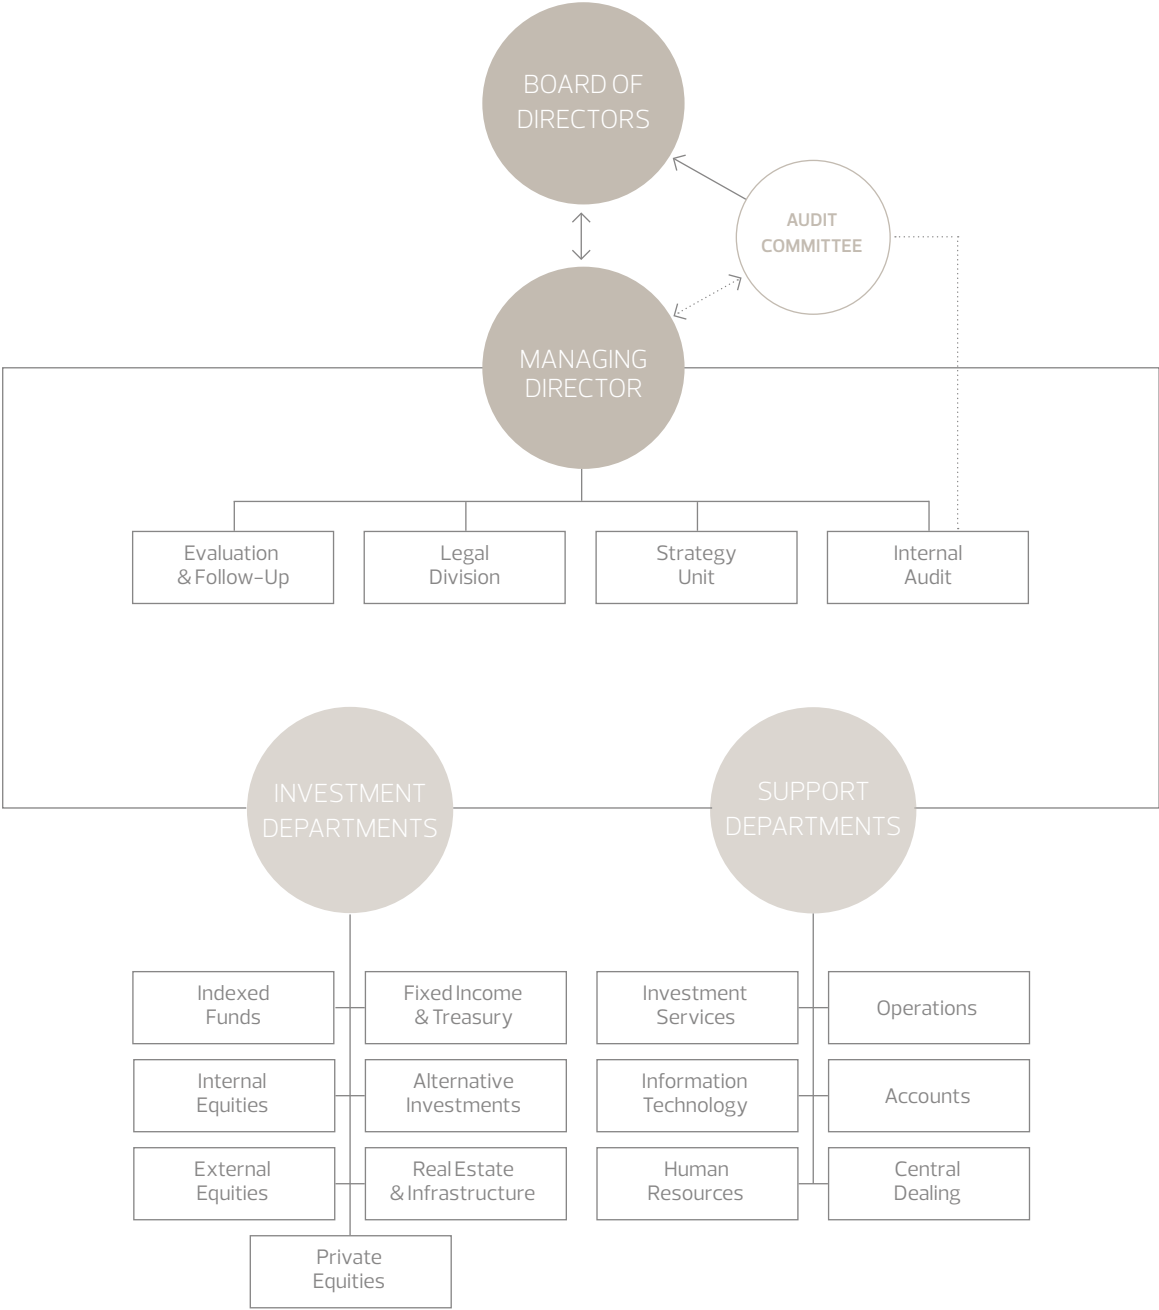 BOARD OF
DIRECTORS
AUDIT
COMMITTEE
MANAGING
DIRECTOR
Evaluation
& Follow-Up
Legal
Division
Strategy
Unit
Internal
Audit
INVESTMENT
DEPARTMENTS
SUPPORT
DEPARTMENTS
Indexed
Funds
Fixed Income
& Treasury
Investment
Services
Operations
Internal
Equities
Alternative
Investments
Information
Technology
Accounts
External
Equities
Real Estate
& Infrastructure
Human
Resources
Central
Dealing
Private
Equities